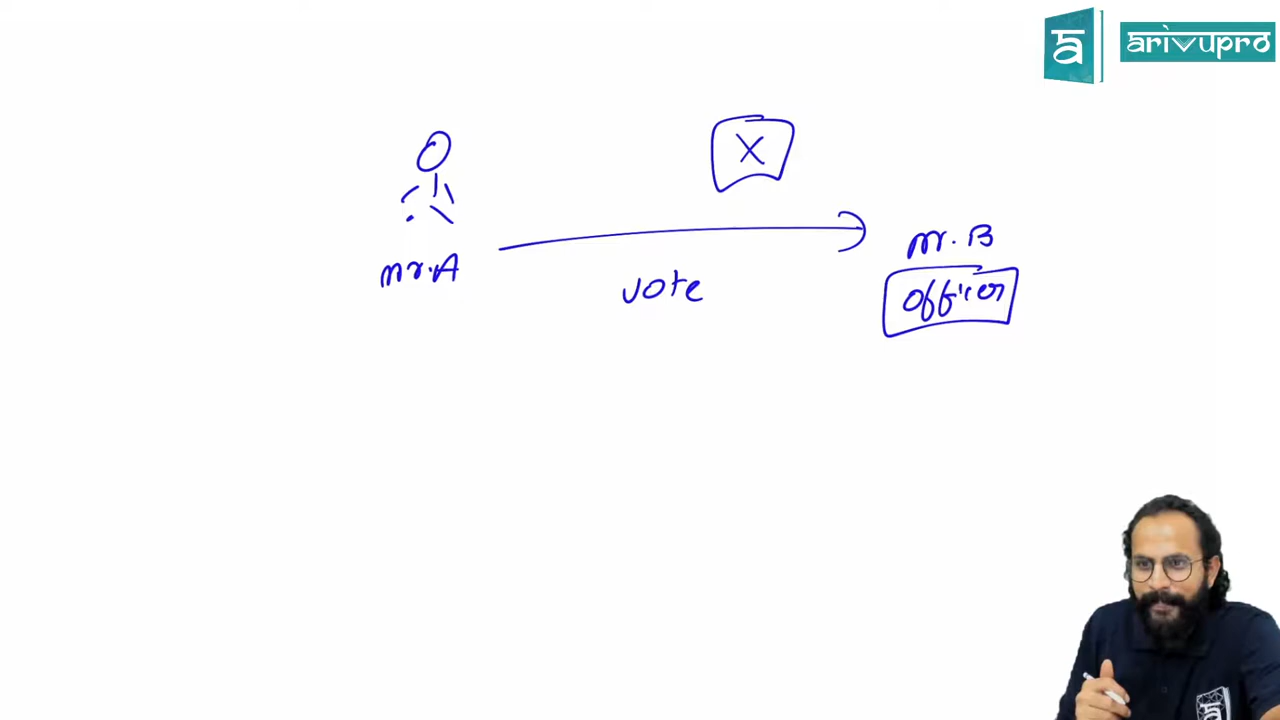 arivupro
X
mr. B
mr. A
vote
officer